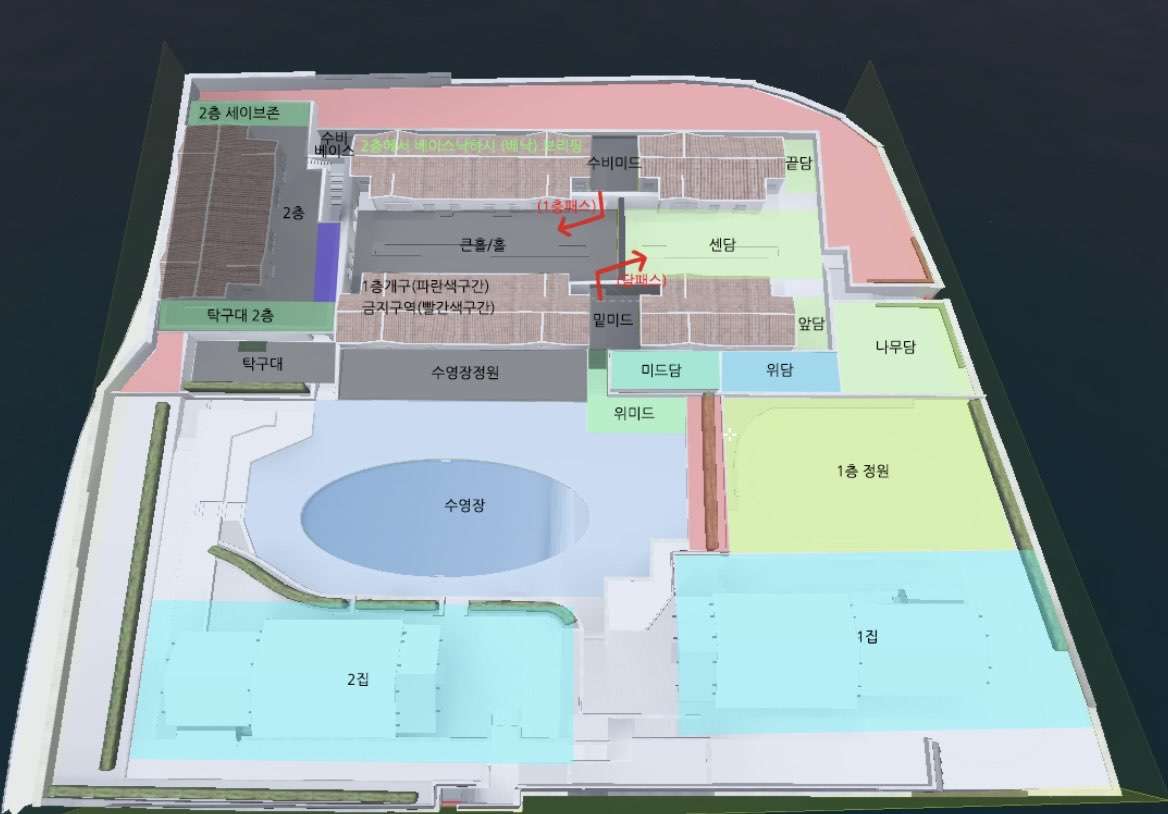 2층 세이브존
수비
베이스
2층에서 베이스낙하시 (베낙) 브리핑
수비미드
끝담
(1층패스)
2층
큰홀/홀
센담
(담패스)
1층개구(파란색구간)
금지구역(빨간색구간)
탁구대 2층
밑미드
앞담
나무담
탁구대
수영장정원
미드담
위담
위미드
수영장
1층 정원
2집
1집